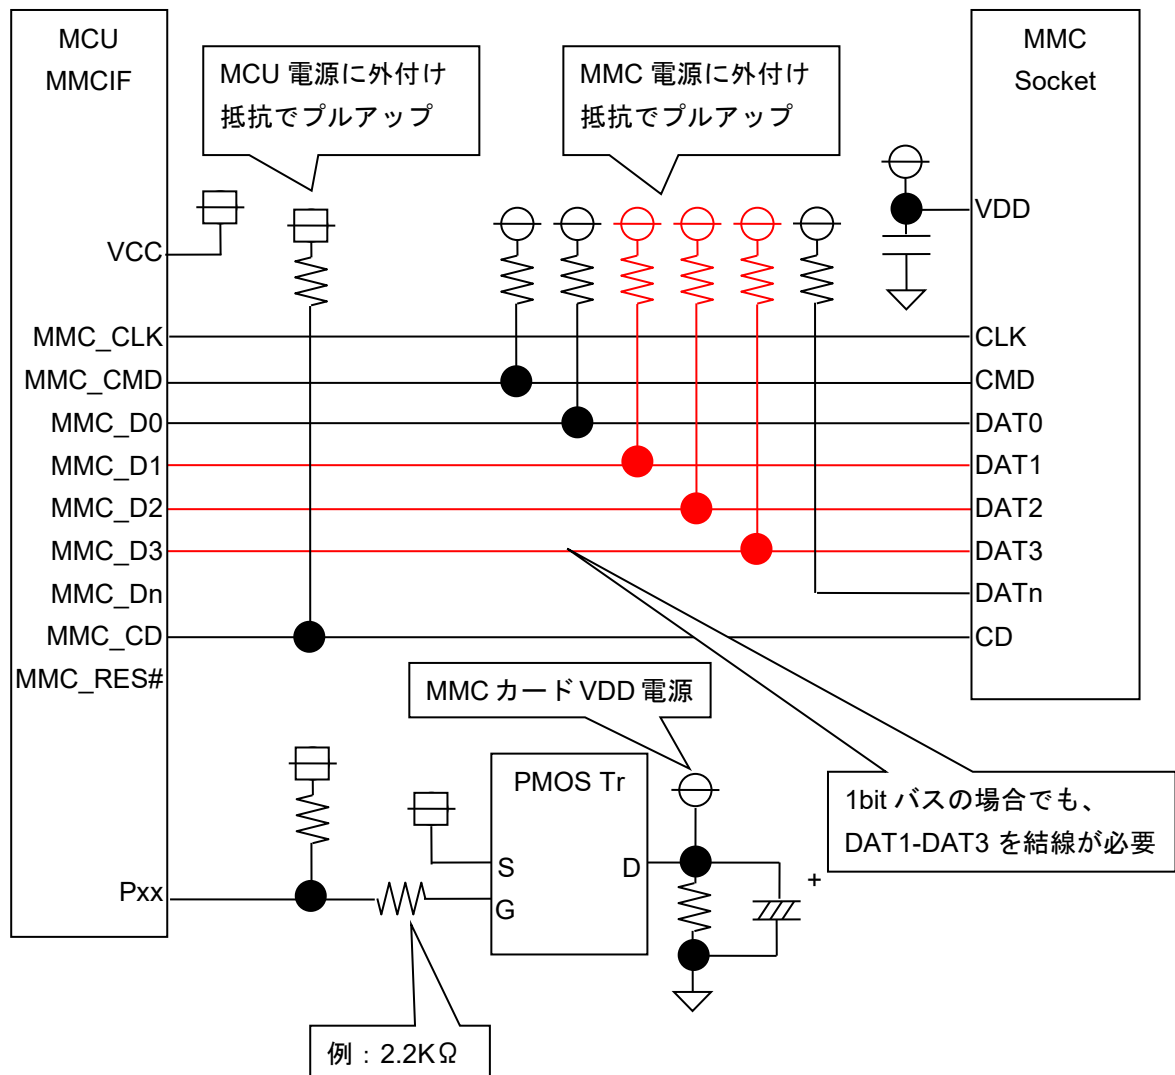 MCU
MMCIF
MCU 電源に外付け
抵抗でプルアップ
MMC 電源に外付け
抵抗でプルアップ
MMC
Socket
VCC
VDD
MMC_CLK
CLK
MMC_CMD
CMD
MMC_D0
DAT0
MMC_D1
DAT1
MMC_D2
DAT2
MMC_D3
DAT3
MMC_Dn
DATn
MMC_CD
CD
MMC_RES#
MMC カード VDD 電源
PMOS Tr
1bit バスの場合でも、
DAT1-DAT3 を結線が必要
S
D
G
+
Pxx
例：2.2KΩ